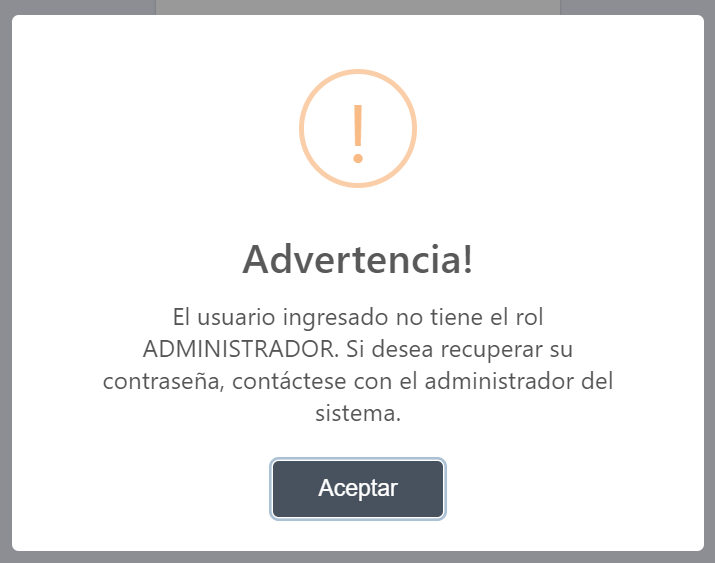 Advertencia!
El usuario ingresado no tiene el rol
ADMINISTRADOR. Si desea recuperar su
contraseña, contáctese con el administrador del
sistema.
Aceptar